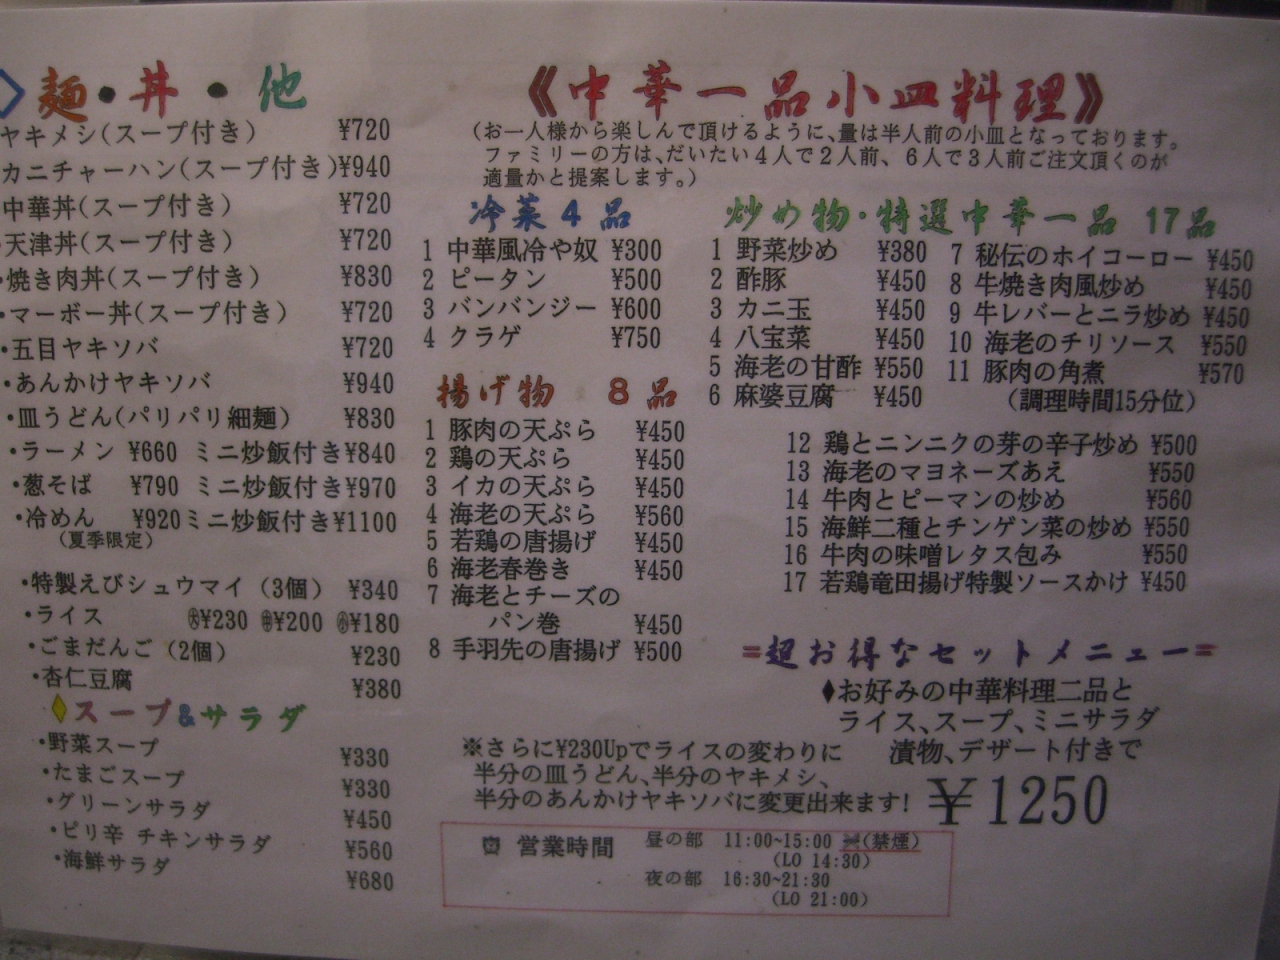 麺・丼・他
ヤキメシ(スープ付き) ¥720
カニチャーハン(スープ付き)¥940
中華丼(スープ付き) ¥720
・天津丼(スープ付き) ¥720
・焼き肉丼(スープ付き) ¥830
・マーボー丼(スープ付き) ¥720
・五目ヤキソバ ¥720
・あんかけヤキソバ ¥940
・皿うどん(パリパリ細麺) ¥830
・ラーメン ¥660 ミニ炒飯付き¥840
・葱そば ¥790 ミニ炒飯付き¥970
・冷めん ¥920ミニ炒飯付き¥1100
(夏季限定)
・特製えびシュウマイ(3個) ¥340
・ライス ㊛¥230 ㊥¥200 ㊙¥180
・ごまだんご(2個) ¥230
・杏仁豆腐 ¥380
スープ&サラダ
・野菜スープ ¥330
・たまごスープ ¥330
・グリーンサラダ ¥450
・ピリ辛 チキンサラダ ¥560
・海鮮サラダ ¥680
《中華一品小皿料理》
(お一人様から楽しんで頂けるように、量は半人前の小皿となっております。
ファミリーの方は、だいたい4人で2人前、6人で3人前ご注文頂くのが
適量かと提案します。)
冷菜4品
1 中華風冷や奴 ¥300
2 ピータン ¥500
3 バンバンジー ¥600
4 クラゲ ¥750
揚げ物 8品
1 豚肉の天ぷら ¥450
2 鶏の天ぷら ¥450
3 イカの天ぷら ¥450
4 海老の天ぷら ¥560
5 若鶏の唐揚げ ¥450
6 海老春巻き ¥450
7 海老とチーズの
パン巻 ¥450
8 手羽先の唐揚げ ¥500
炒め物・特選中華一品 17品
1 野菜炒め ¥380
2 酢豚 ¥450
3 カニ玉 ¥450
4 八宝菜 ¥450
5 海老の甘酢 ¥550
6 麻婆豆腐 ¥450
7 秘伝のホイコーロー ¥450
8 牛焼き肉風炒め ¥450
9 牛レバーとニラ炒め ¥450
10 海老のチリソース ¥550
11 豚肉の角煮 ¥570
(調理時間15分位)
12 鶏とニンニクの芽の辛子炒め ¥500
13 海老のマヨネーズあえ ¥550
14 牛肉とピーマンの炒め ¥560
15 海鮮二種とチンゲン菜の炒め ¥550
16 牛肉の味噌レタス包み ¥550
17 若鶏竜田揚げ特製ソースかけ ¥450
=超お得なセットメニュー=
♦お好みの中華料理二品と
ライス、スープ、ミニサラダ
漬物、デザート付きで
¥1250
※さらに¥230Upでライスの変わりに
半分の皿うどん、半分のヤキメシ、
半分のあんかけヤキソバに変更出来ます!
営業時間 昼の部 11:00~15:00 (禁煙)
(LO 14:30)
夜の部 16:30~21:30
(LO 21:00)